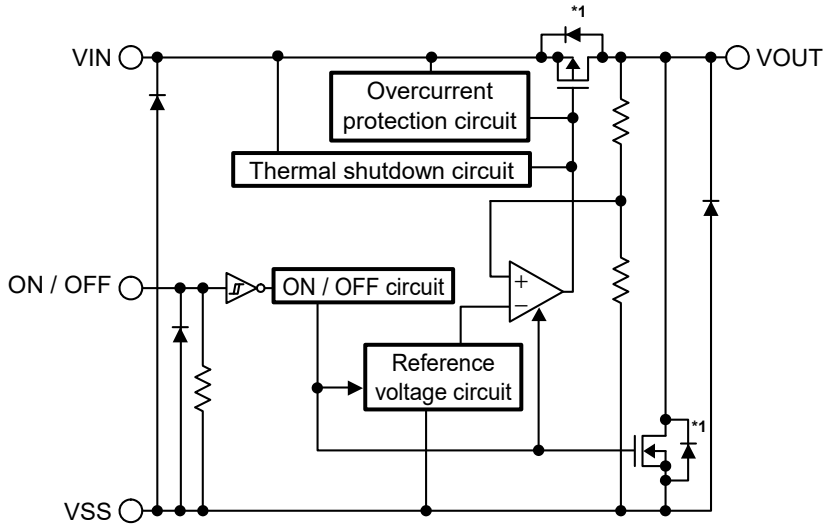 *1
VIN
VOUT
Overcurrent
protection circuit
Thermal shutdown circuit
ON / OFF
ON / OFF circuit
+
−
Reference
voltage circuit
*1
VSS